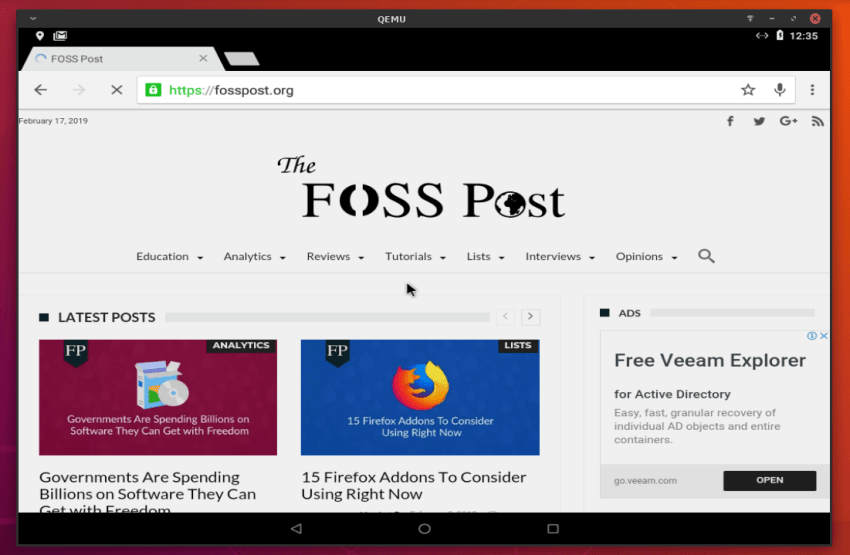 QEMU
12:35
FOSS Post
https://fosspost.org
February 17, 2019
The
FOSS Post
Education Analytics Reviews Tutorials Lists Interviews Opinions
LATEST POSTS
FP
ANALYTICS
Governments Are Spending Billions on
Software They Can Get with Freedom
Governments Are Spending
Billions on Software They Can
Get with Freedom
FP
LISTS
15 Firefox Addons To Consider
Using Right Now
15 Firefox Addons To Consider
Using Right Now
ADS
Free Veeam Explorer
for Active Directory
Easy, fast, granular recovery of
individual AD objects and entire
containers.
go.veeam.com
OPEN